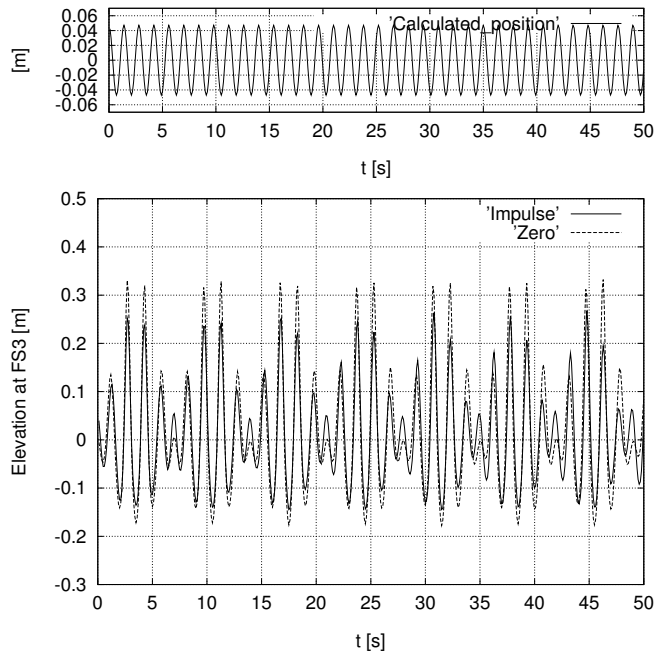 0.06
0.04
0.02
0
-0.02
-0.04
-0.06
[m]
'Calculated_position'
0 5 10 15 20 25 30 35 40 45 50
t [s]
0.5
0.4
0.3
0.2
0.1
0
-0.1
-0.2
-0.3
Elevation at FS3 [m]
'Impulse'
'Zero'
0 5 10 15 20 25 30 35 40 45 50
t [s]